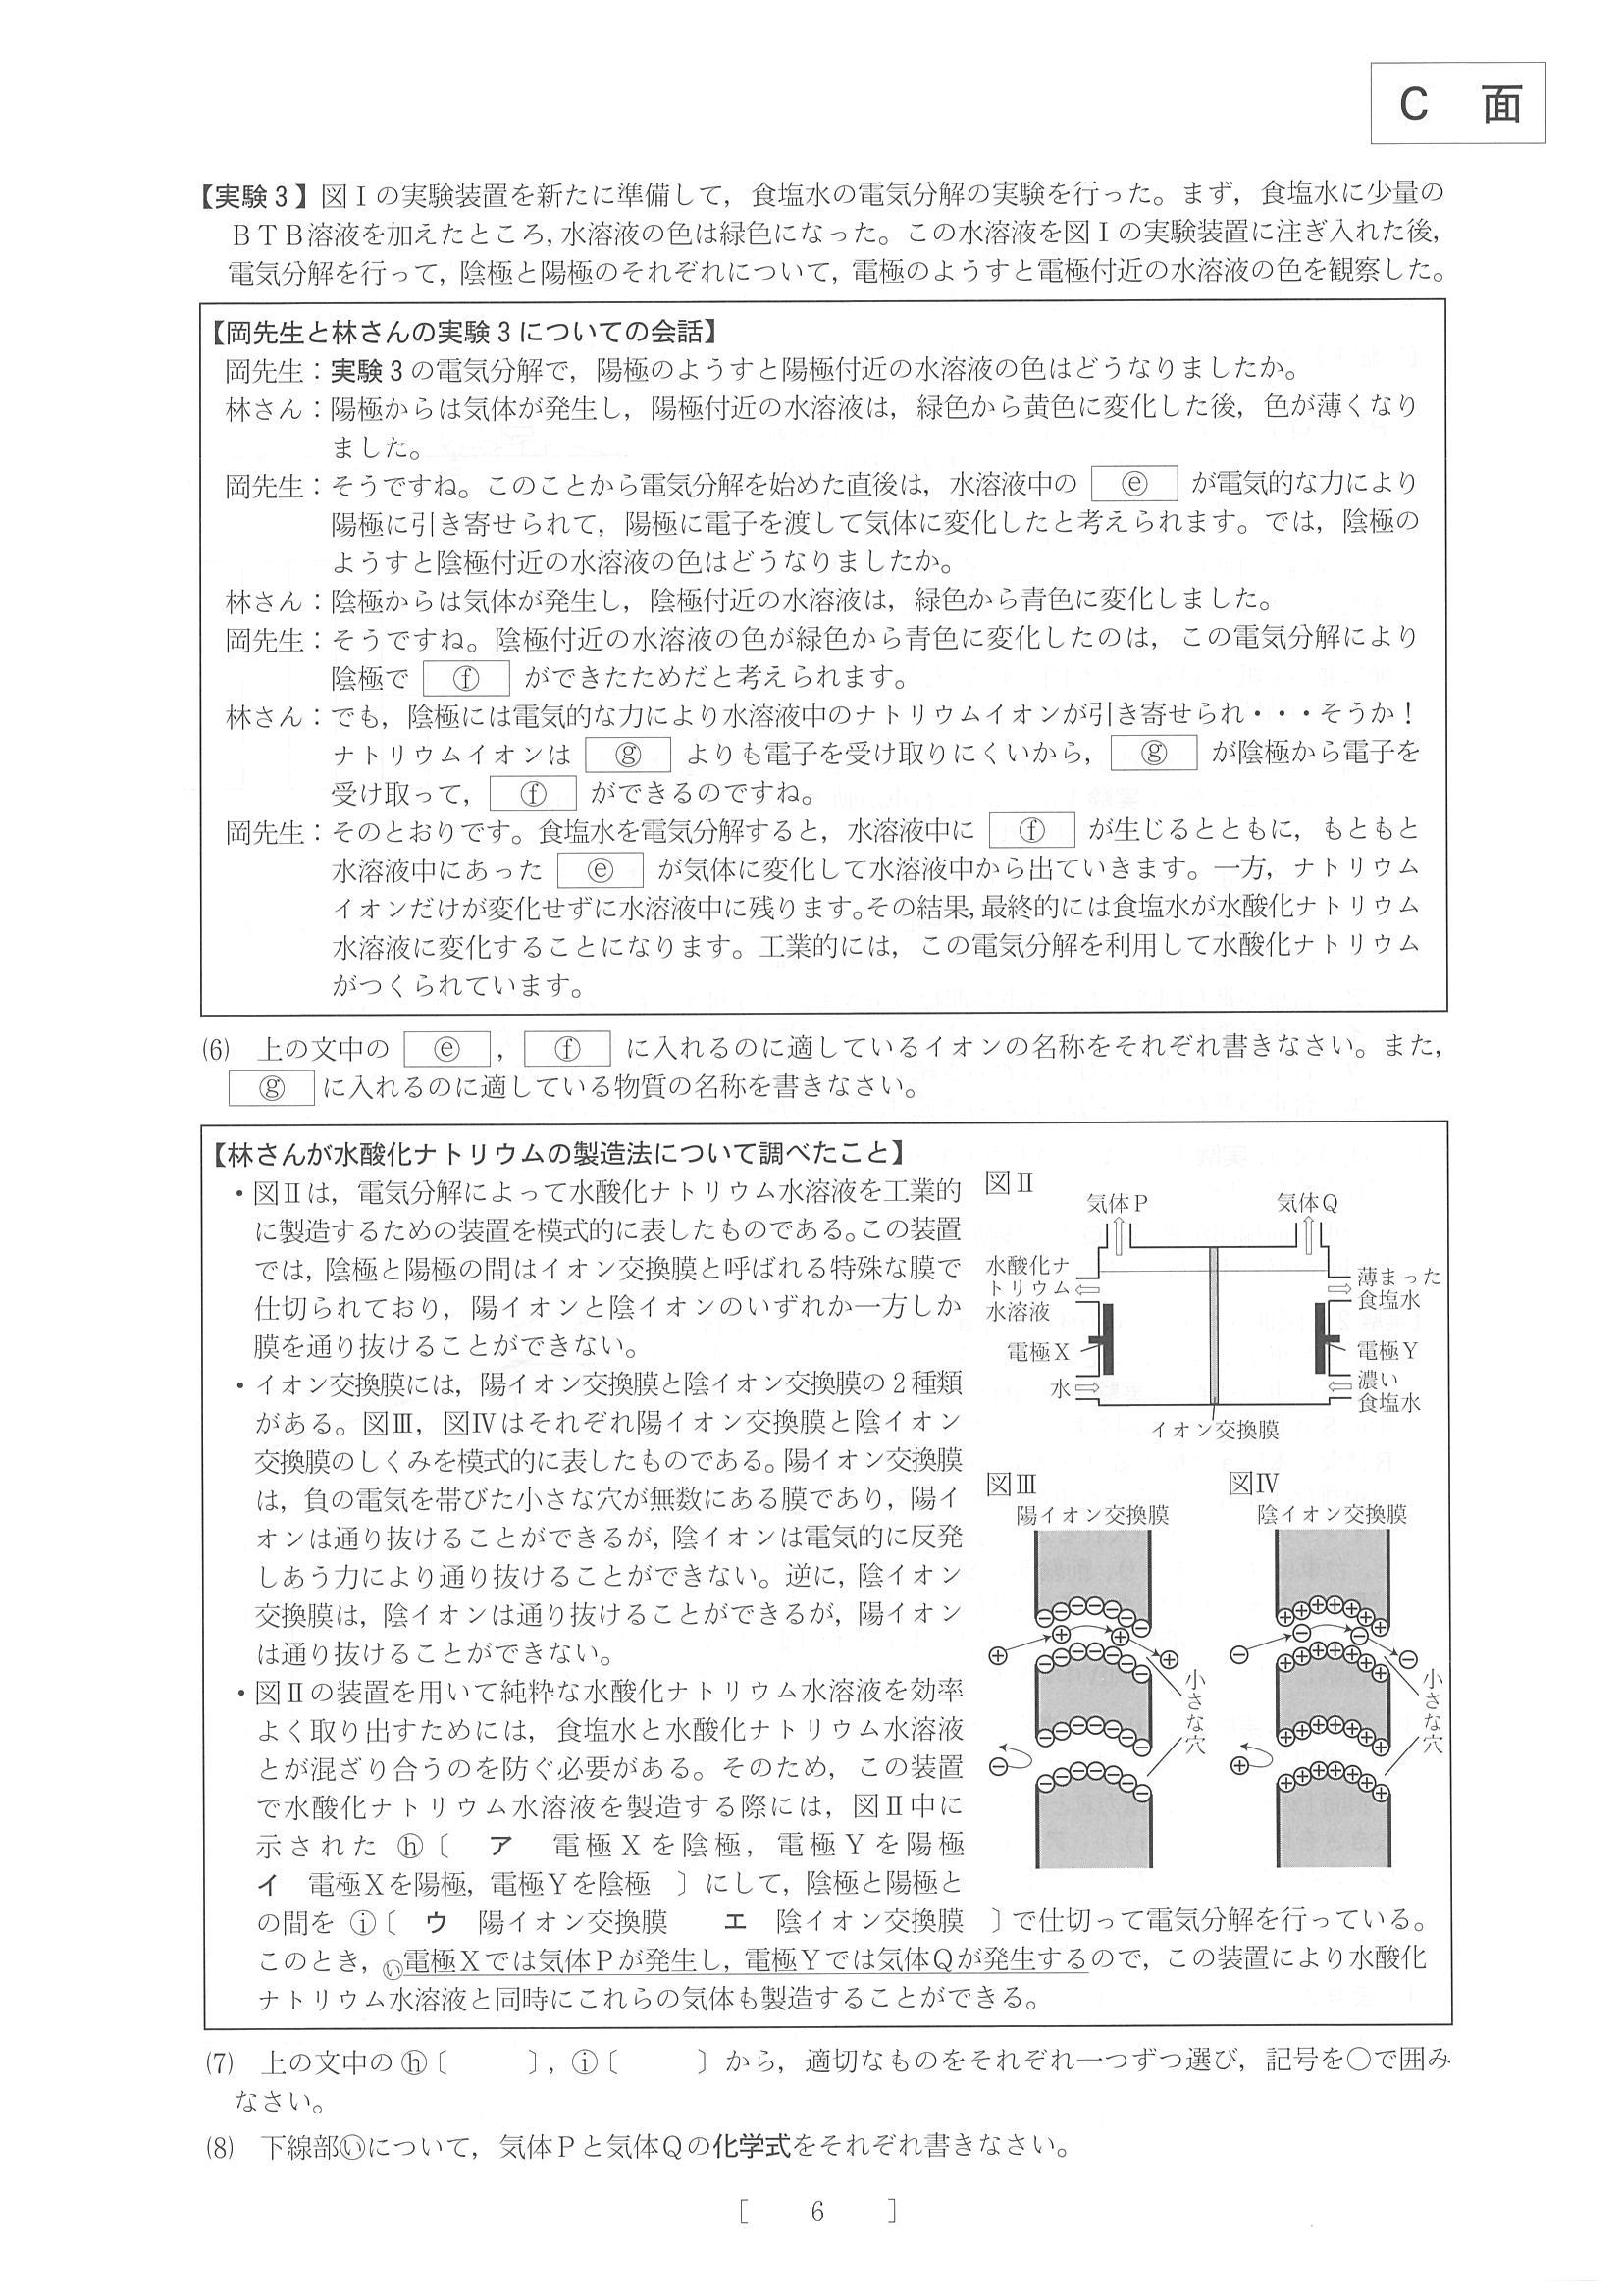 C 面
【実験3】図Ⅰの実験装置を新たに準備して，食塩水の電気分解の実験を行った。まず，食塩水に少量の
ＢＴＢ溶液を加えたところ，水溶液の色は緑色になった。この水溶液を図Ⅰの実験装置に注ぎ入れた後，
電気分解を行って，陰極と陽極のそれぞれについて，電極のようすと電極付近の水溶液の色を観察した。
【岡先生と林さんの実験3についての会話】
岡先生：実験3の電気分解で，陽極のようすと陽極付近の水溶液の色はどうなりましたか。
林さん：陽極からは気体が発生し，陽極付近の水溶液は，緑色から黄色に変化した後，色が薄くなり
ました。
岡先生：そうですね。このことから電気分解を始めた直後は，水溶液中の ⓔ が電気的な力により
陽極に引き寄せられて，陽極に電子を渡して気体に変化したと考えられます。では，陰極の
ようすと陰極付近の水溶液の色はどうなりましたか。
林さん：陰極からは気体が発生し，陰極付近の水溶液は，緑色から青色に変化しました。
岡先生：そうですね。陰極付近の水溶液の色が緑色から青色に変化したのは，この電気分解により
陰極で ⓕ ができたためだと考えられます。
林さん：でも，陰極には電気的な力により水溶液中のナトリウムイオンが引き寄せられ・・・そうか！
ナトリウムイオンは ⓖ よりも電子を受け取りにくいから， ⓖ が陰極から電子を
受け取って， ⓕ ができるのですね。
岡先生：そのとおりです。食塩水を電気分解すると，水溶液中に ⓕ が生じるとともに，もともと
水溶液中にあった ⓔ が気体に変化して水溶液中から出ていきます。一方，ナトリウム
イオンだけが変化せずに水溶液中に残ります。その結果，最終的には食塩水が水酸化ナトリウム
水溶液に変化することになります。工業的には，この電気分解を利用して水酸化ナトリウム
がつくられています。
(6) 上の文中の ⓔ ， ⓕ に入れるのに適しているイオンの名称をそれぞれ書きなさい。また，
ⓖ に入れるのに適している物質の名称を書きなさい。
【林さんが水酸化ナトリウムの製造法について調べたこと】
・図Ⅱは，電気分解によって水酸化ナトリウム水溶液を工業的
に製造するための装置を模式的に表したものである。この装置
では，陰極と陽極の間はイオン交換膜と呼ばれる特殊な膜で
仕切られており，陽イオンと陰イオンのいずれか一方しか
膜を通り抜けることができない。
・イオン交換膜には，陽イオン交換膜と陰イオン交換膜の2種類
がある。図Ⅲ，図Ⅳはそれぞれ陽イオン交換膜と陰イオン
交換膜のしくみを模式的に表したものである。陽イオン交換膜
は，負の電気を帯びた小さな穴が無数にある膜であり，陽イ
オンは通り抜けることができるが，陰イオンは電気的に反発
しあう力により通り抜けることができない。逆に，陰イオン
交換膜は，陰イオンは通り抜けることができるが，陽イオン
は通り抜けることができない。
・図Ⅱの装置を用いて純粋な水酸化ナトリウム水溶液を効率
よく取り出すためには，食塩水と水酸化ナトリウム水溶液
とが混ざり合うのを防ぐ必要がある。そのため，この装置
で水酸化ナトリウム水溶液を製造する際には，図Ⅱ中に
示された ⓗ〔 ア 電極Ｘを陰極，電極Ｙを陽極
イ 電極Ｘを陽極，電極Ｙを陰極 〕にして，陰極と陽極と
の間を ⓘ〔 ウ 陽イオン交換膜 エ 陰イオン交換膜 〕で仕切って電気分解を行っている。
このとき，い電極Ｘでは気体Ｐが発生し，電極Ｙでは気体Ｑが発生するので，この装置により水酸化
ナトリウム水溶液と同時にこれらの気体も製造することができる。
図Ⅱ
気体Ｐ
気体Ｑ
水酸化ナ
トリウム
水溶液
薄まった
食塩水
電極Ｘ
電極Ｙ
水
濃い
食塩水
イオン交換膜
図Ⅲ
陽イオン交換膜
小さな穴
図Ⅳ
陰イオン交換膜
小さな穴
(7) 上の文中のⓗ〔 〕，ⓘ〔 〕から，適切なものをそれぞれ一つずつ選び，記号を○で囲み
なさい。
(8) 下線部いについて，気体Ｐと気体Ｑの化学式をそれぞれ書きなさい。
［ 6 ］